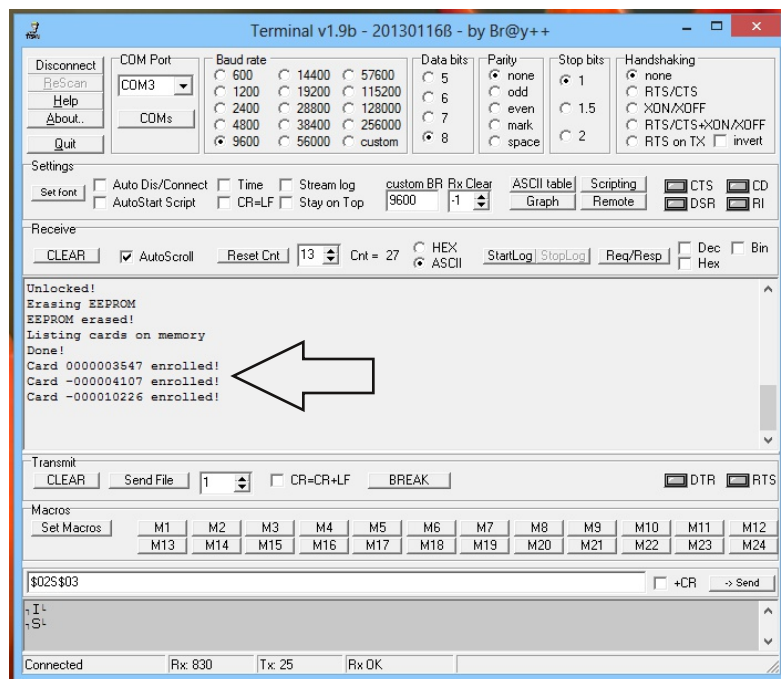 Terminal v1.9b - 20130116ß - by Br@y++
Disconnect
ReScan
Help
About..
Quit
COM Port
COM3
COMs
Baud rate
600 14400 57600
1200 19200 115200
2400 28800 128000
4800 38400 256000
9600 56000 custom
Data bits
5
6
7
8
Parity
none
odd
even
mark
space
Stop bits
1
1.5
2
Handshaking
none
RTS/CTS
XON/XOFF
RTS/CTS+XON/XOFF
RTS on TX invert
Settings
Set font
Auto Dis/Connect Time Stream log
AutoStart Script CR=LF Stay on Top
custom BR Rx Clear
9600 -1
ASCII table Scripting
Graph Remote
CTS CD
DSR RI
Receive
CLEAR AutoScroll Reset Cnt 13 Cnt = 27
HEX
ASCII
StartLog StopLog Req/Resp
Dec Bin
Hex
Unlocked!
Erasing EEPROM
EEPROM erased!
Listing cards on memory
Done!
Card 0000003547 enrolled!
Card -000004107 enrolled!
Card -000010226 enrolled!
Transmit
CLEAR Send File 1 CR=CR+LF BREAK DTR RTS
Macros
Set Macros M1 M2 M3 M4 M5 M6 M7 M8 M9 M10 M11 M12
M13 M14 M15 M16 M17 M18 M19 M20 M21 M22 M23 M24
$02S$03 +CR -> Send
┐I└
┐S└
Connected Rx: 830 Tx: 25 Rx OK